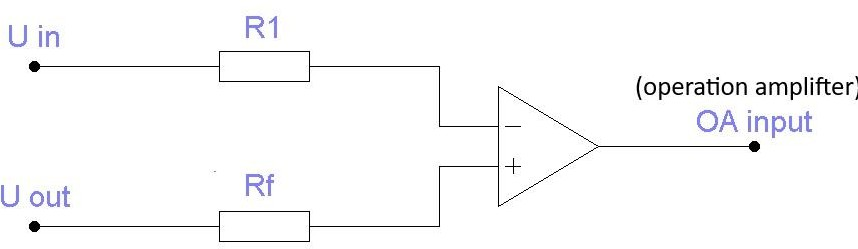 R1
U in
(operation amplifter)
OA input
−
+
Rf
U out